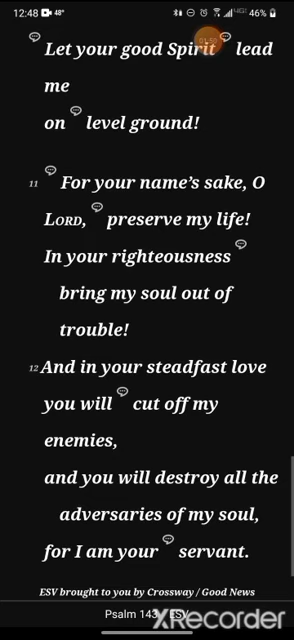 12:48 48° 46%
01:50
Let your good Spirit lead
me
on level ground!
11 For your name's sake, O
LORD, preserve my life!
In your righteousness
bring my soul out of
trouble!
12 And in your steadfast love
you will cut off my
enemies,
and you will destroy all the
adversaries of my soul,
for I am your servant.
ESV brought to you by Crossway / Good News
Psalm 143 ESV
XRecorder